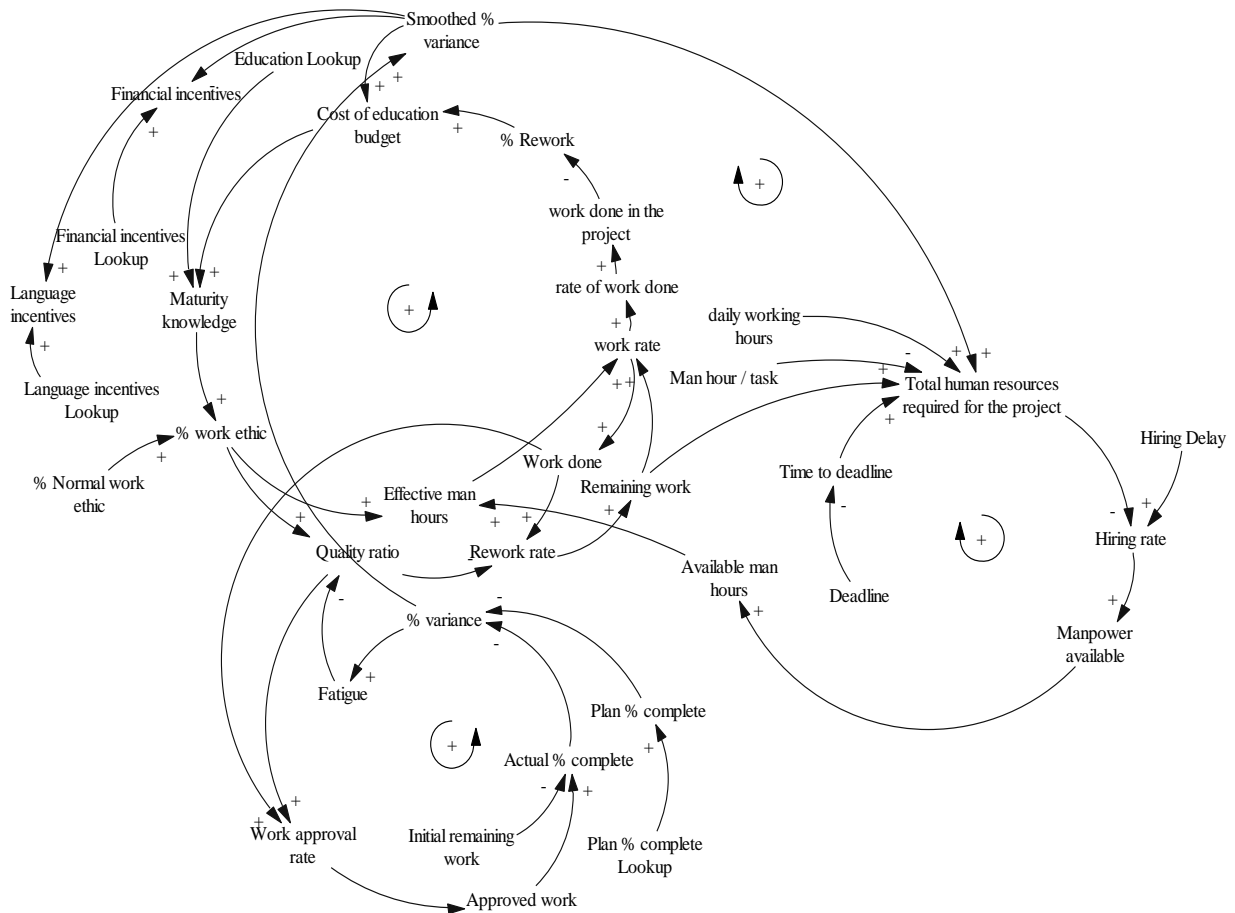 Smoothed %
variance
Education Lookup
Financial incentives
Cost of education
budget
% Rework
work done in the
project
Financial incentives
Lookup
Language
incentives
Maturity
knowledge
rate of work done
daily working
hours
work rate
Man hour / task
Total human resources
required for the project
Language incentives
Lookup
% work ethic
Hiring Delay
% Normal work
ethic
Work done
Time to deadline
Effective man
hours
Remaining work
Hiring rate
Quality ratio
Rework rate
Available man
hours
Deadline
% variance
Manpower
available
Fatigue
Plan % complete
Actual % complete
Work approval
rate
Initial remaining
work
Plan % complete
Lookup
Approved work